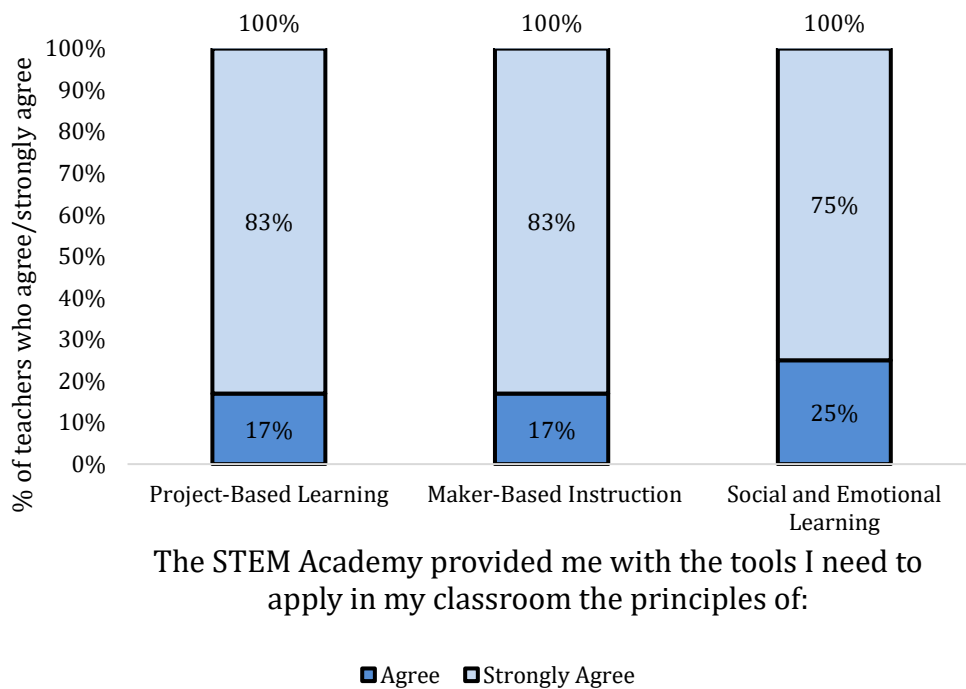 100% 100% 100%
100%
90%
80%
70%
60%
50%
40%
30%
20%
10%
0%
% of teachers who agree/strongly agree
83% 83% 75%
17% 17% 25%
Project-Based Learning Maker-Based Instruction Social and Emotional
Learning
The STEM Academy provided me with the tools I need to
apply in my classroom the principles of:
Agree Strongly Agree